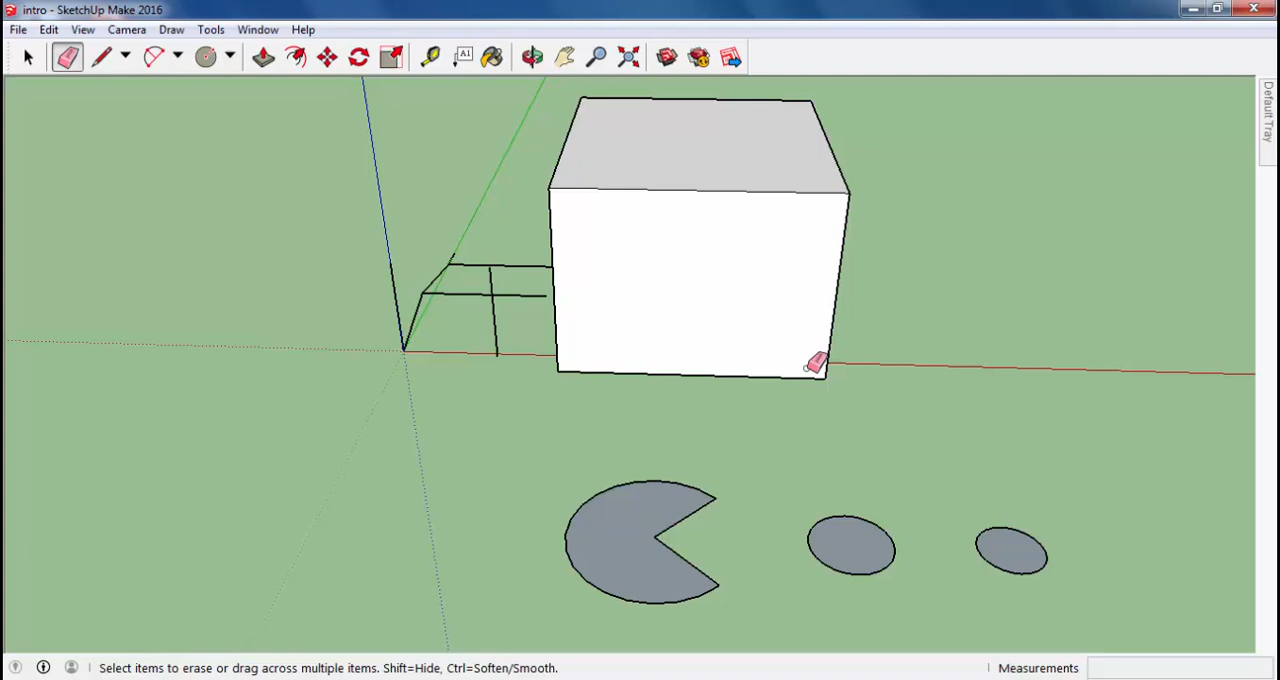 intro - SketchUp Make 2016
File Edit View Camera Draw Tools Window Help
A1
Default Tray
Select items to erase or drag across multiple items. Shift=Hide, Ctrl=Soften/Smooth.
Measurements